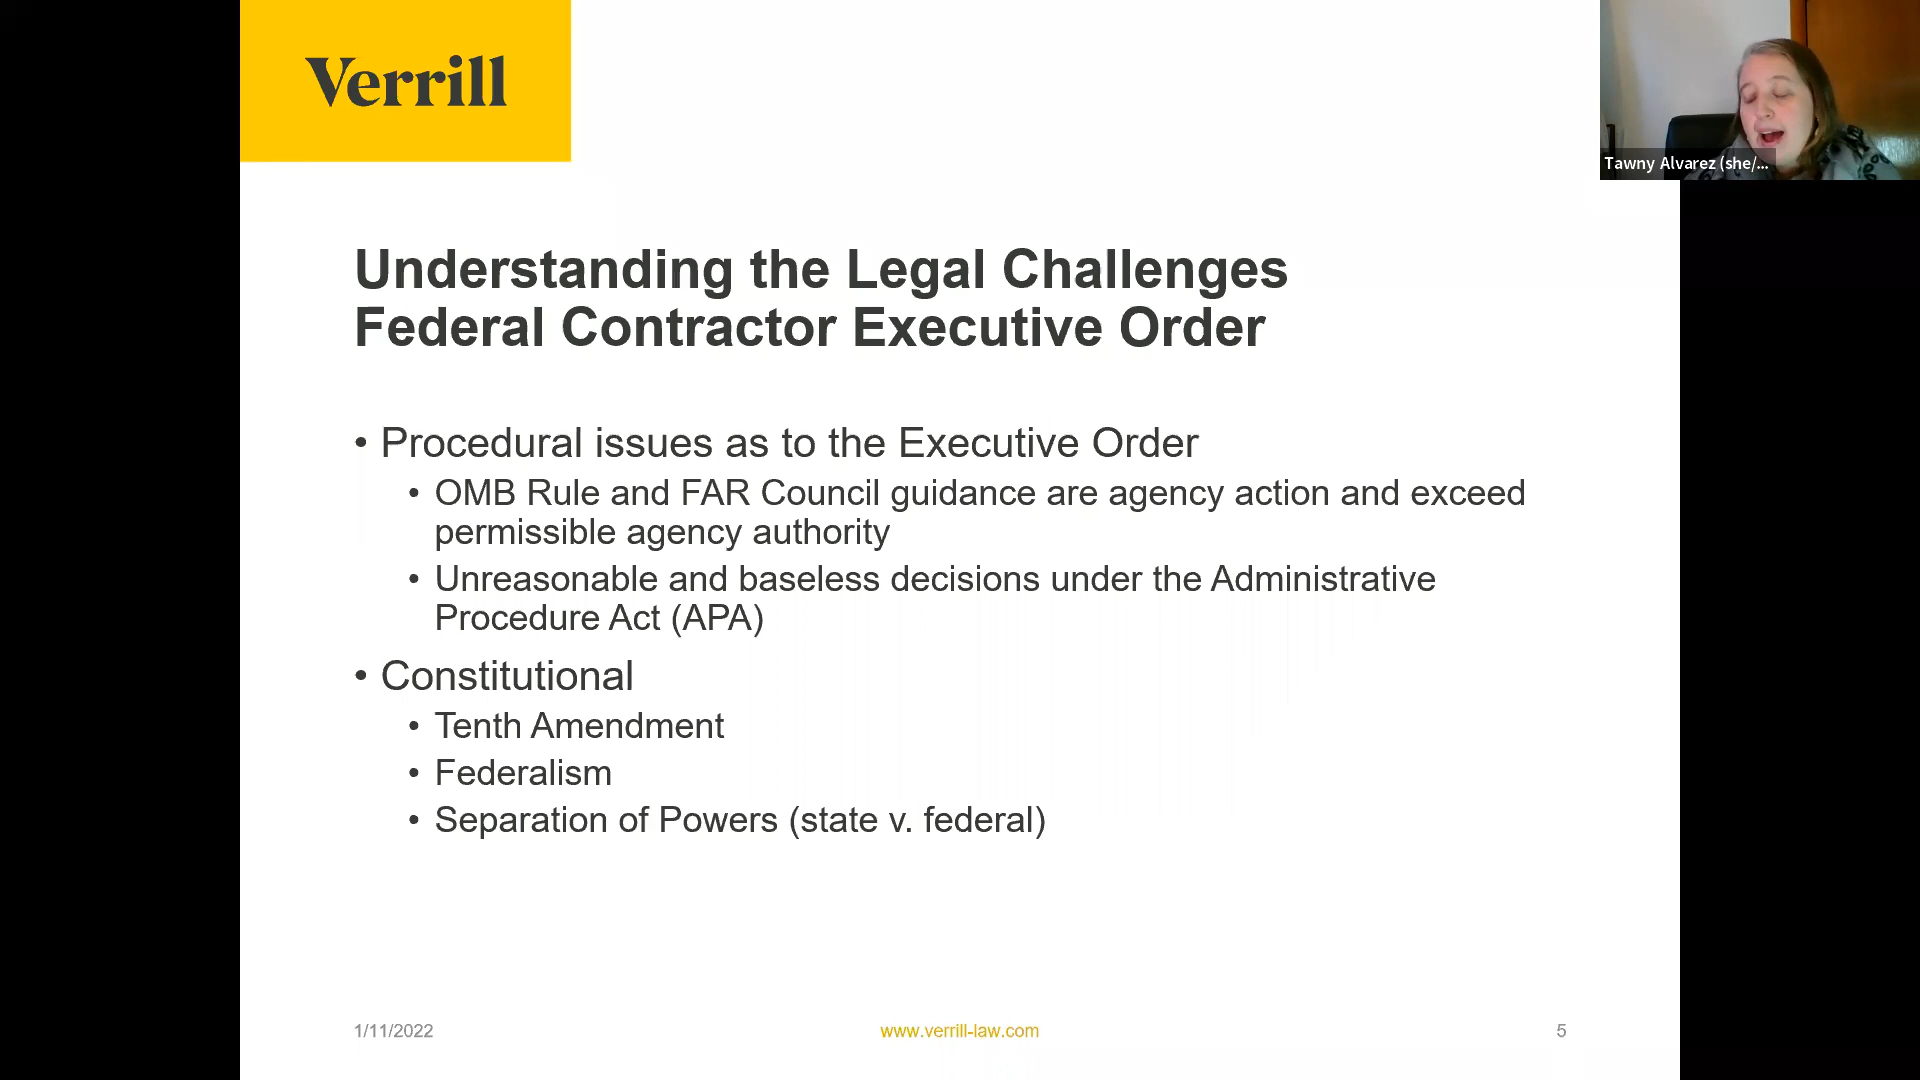 Verrill
Tawny Alvarez (she/...
Understanding the Legal Challenges
Federal Contractor Executive Order
• Procedural issues as to the Executive Order
• OMB Rule and FAR Council guidance are agency action and exceed
permissible agency authority
• Unreasonable and baseless decisions under the Administrative
Procedure Act (APA)
• Constitutional
• Tenth Amendment
• Federalism
• Separation of Powers (state v. federal)
1/11/2022
www.verrill-law.com
5